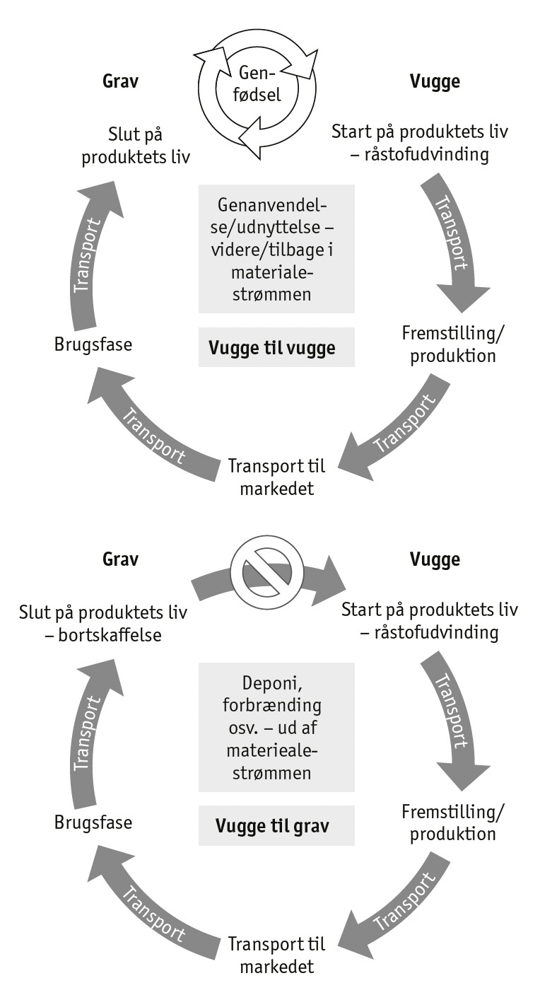 Grav
Gen-
fødsel
Vugge
Slut på
produktets liv
Start på produktets liv
– råstofudvinding
Transport
Genanvendel-
se/udnyttelse –
videre/tilbage i
materiale-
strømmen
Transport
Brugsfase
Vugge til vugge
Fremstilling/
produktion
Transport
Transport
Transport til
markedet
Grav
Vugge
Slut på produktets liv
– bortskaffelse
Start på produktets liv
– råstofudvinding
Transport
Deponi,
forbrænding
osv. – ud af
materieale-
strømmen
Transport
Brugsfase
Vugge til grav
Fremstilling/
produktion
Transport
Transport
Transport til
markedet